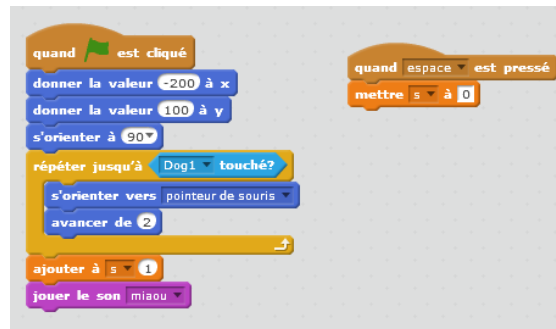 quand est cliqué
donner la valeur -200 à x
donner la valeur 100 à y
s'orienter à 90
répéter jusqu'à Dog1 touché?
s'orienter vers pointeur de souris
avancer de 2
ajouter à s 1
jouer le son miaou
quand espace est pressé
mettre s à 0